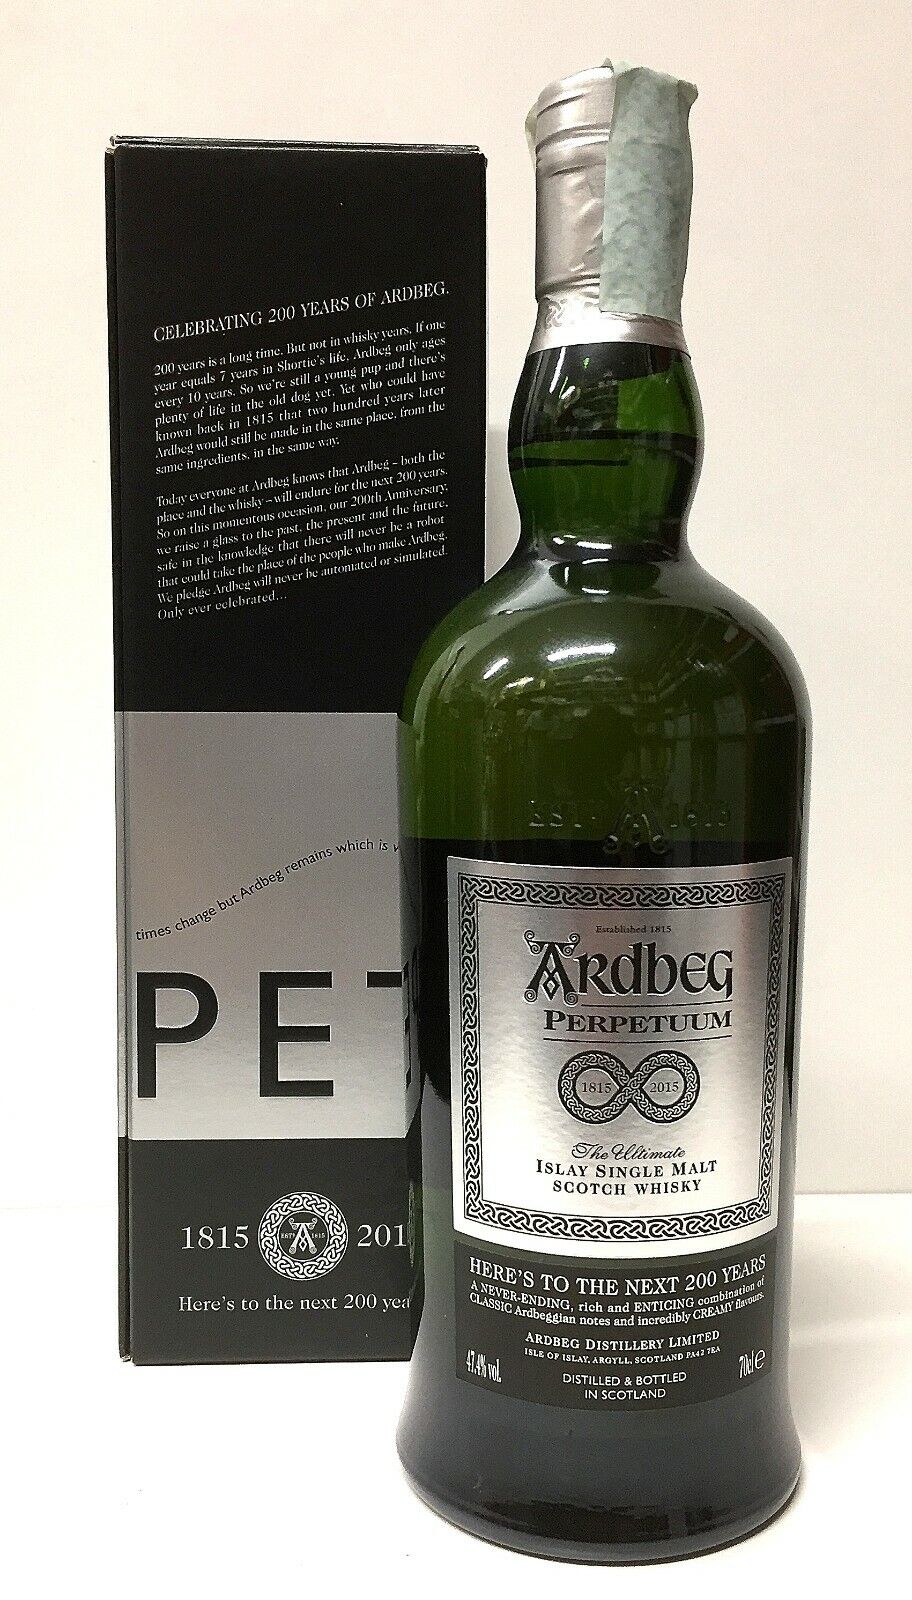 CELEBRATING 200 YEARS OF ARDBEG.
200 years is a long time. But not in whisky years. If one
year equals 7 years in Shortie's life, Ardbeg only ages
every 10 years. So we're still a young pup and there's
plenty of life in the old dog yet. Yet who could have
known back in 1815 that two hundred years later
Ardbeg would still be made in the same place, from the
same ingredients, in the same way.
Today everyone at Ardbeg knows that Ardbeg – both the
place and the whisky – will endure for the next 200 years.
So on this momentous occasion, our 200th Anniversary,
we raise a glass to the past, the present and the future,
safe in the knowledge that there will never be a robot
that could take the place of the people who make Ardbeg.
We pledge Ardbeg will never be automated or simulated.
Only ever celebrated...
times change but Ardbeg remains which is
PET
1815 ESTD A 1815 201
Here's to the next 200 yea
EST. A 1815
Established 1815
ARDBEG
PERPETUUM
1815 2015
The Ultimate
ISLAY SINGLE MALT
SCOTCH WHISKY
HERE'S TO THE NEXT 200 YEARS
A NEVER-ENDING, rich and ENTICING combination of
CLASSIC Ardbeggian notes and incredibly CREAMY flavours.
ARDBEG DISTILLERY LIMITED
ISLE OF ISLAY, ARGYLL, SCOTLAND PA42 7EA
47.4% vol. 70cl e
DISTILLED & BOTTLED
IN SCOTLAND